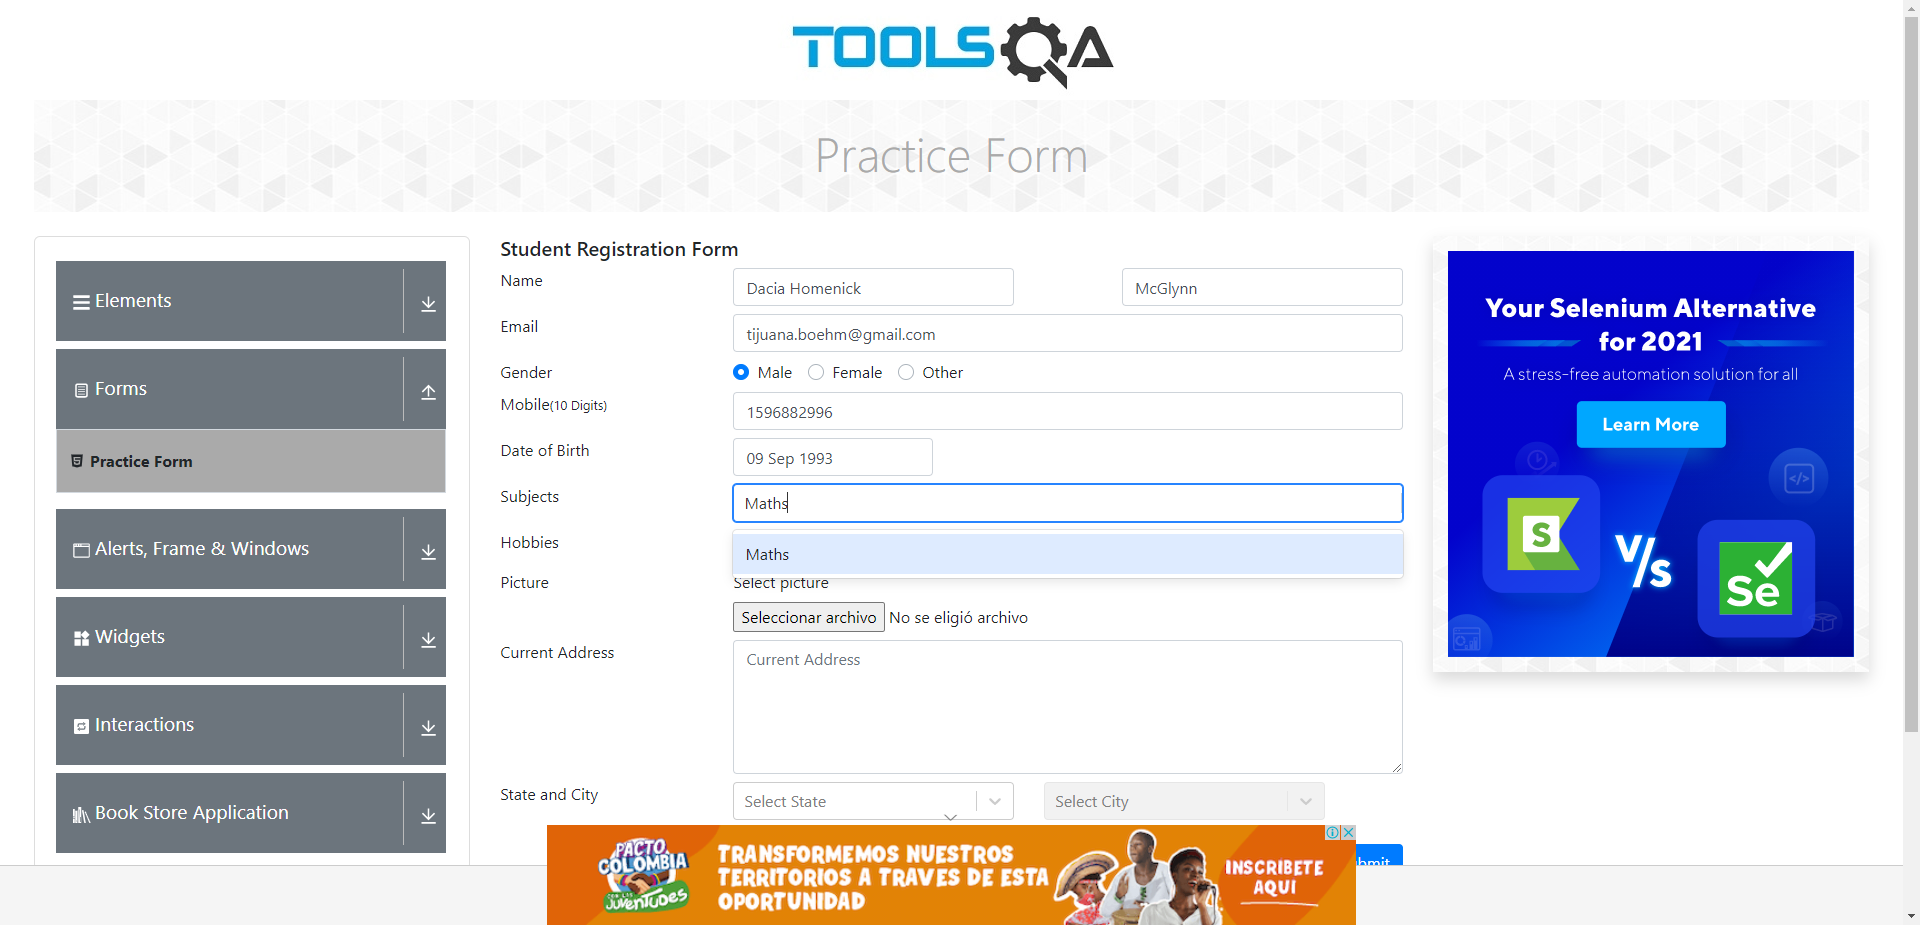 TOOLSQA
Practice Form
Elements
Forms
Practice Form
Alerts, Frame & Windows
Widgets
Interactions
Book Store Application
Student Registration Form
Name
Dacia Homenick
McGlynn
Email
tijuana.boehm@gmail.com
Gender
Male
Female
Other
Mobile(10 Digits)
1596882996
Date of Birth
09 Sep 1993
Subjects
Maths
Hobbies
Maths
Picture
Select picture
Seleccionar archivo
No se eligió archivo
Current Address
Current Address
State and City
Select State
Select City
bmit
Your Selenium Alternative
for 2021
A stress-free automation solution for all
Learn More
S
V/S
Se
PACTO
COLOMBIA
CON LAS
JUVENTUDES
TRANSFORMEMOS NUESTROS
TERRITORIOS A TRAVES DE ESTA
OPORTUNIDAD
INSCRIBETE
AQUI